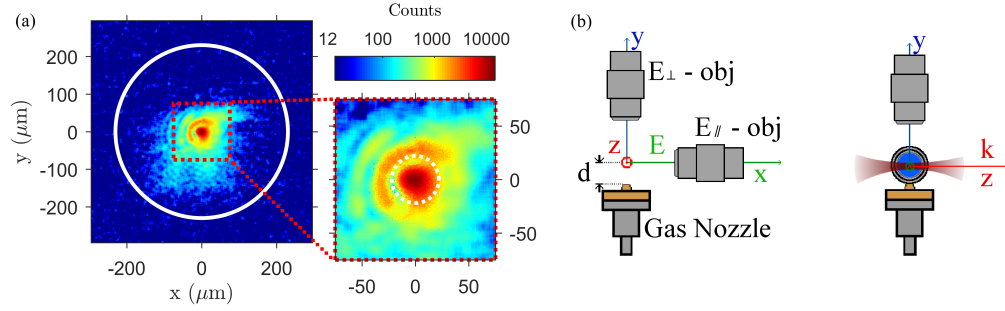 (a)
Counts
12 100 1000 10000
y (μm)
200
100
0
-100
-200
-200 0 200
x (μm)
50
0
-50
-50 0 50
(b)
y
E⊥ - obj
E∥ - obj
z
E
x
d
Gas Nozzle
y
k
z